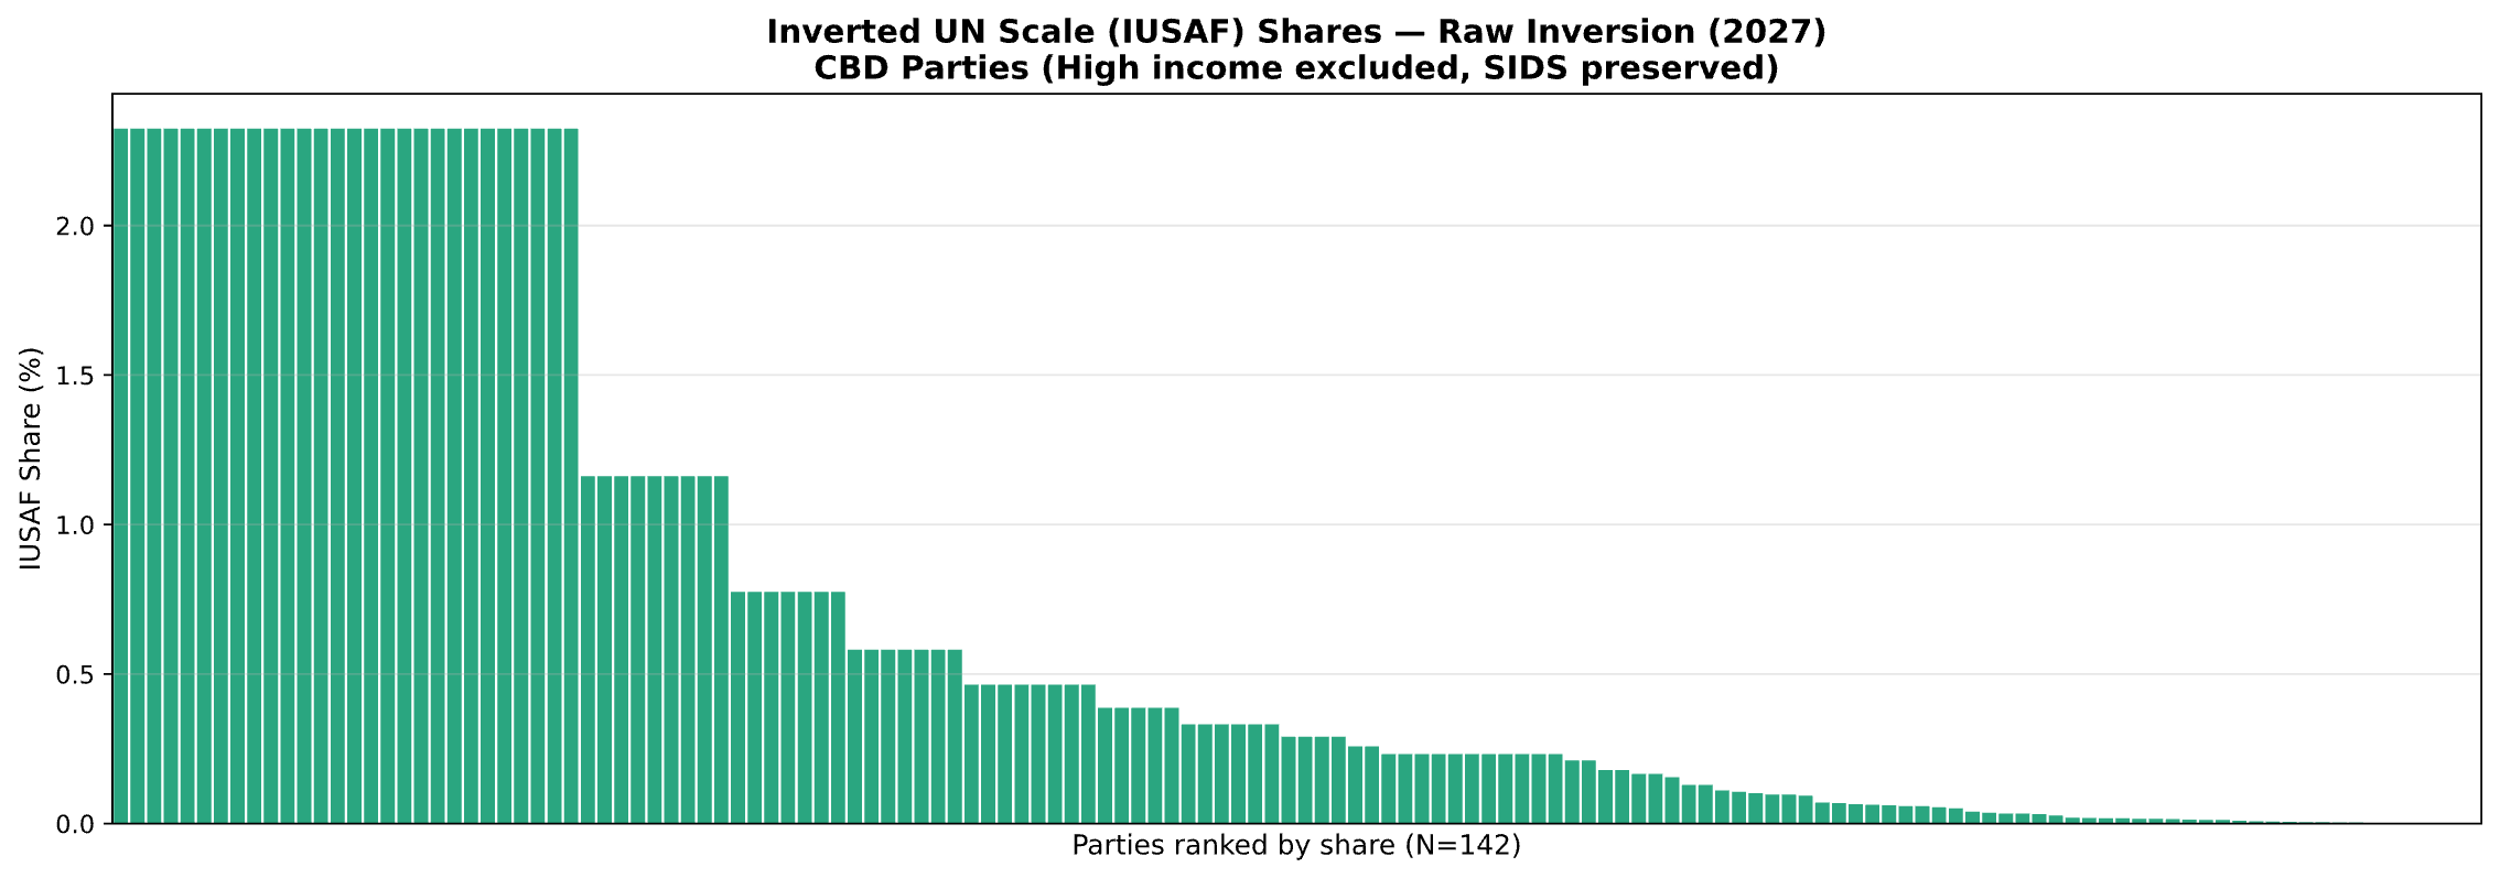 Inverted UN Scale (IUSAF) Shares — Raw Inversion (2027)
CBD Parties (High income excluded, SIDS preserved)
IUSAF Share (%)
2.0
1.5
1.0
0.5
0.0
Parties ranked by share (N=142)